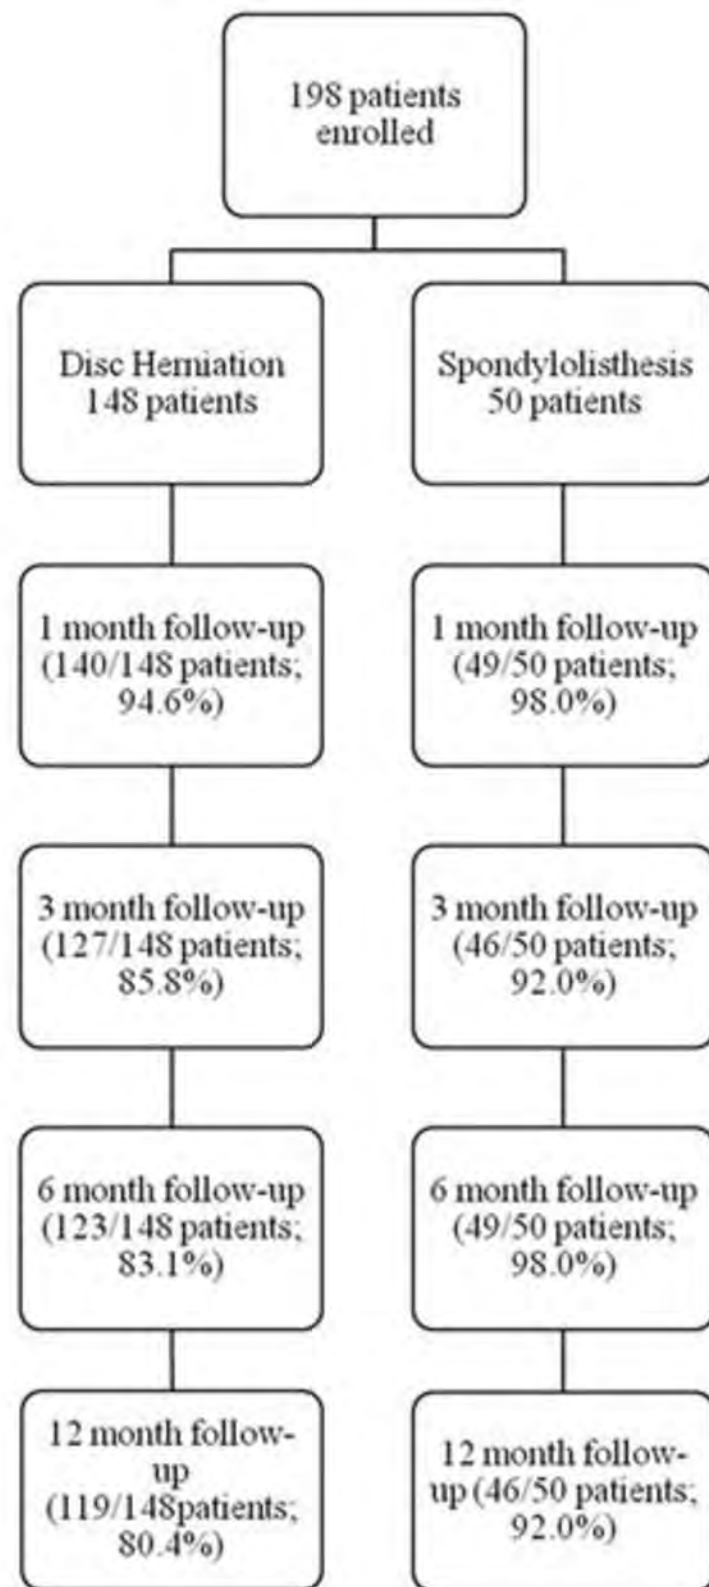 198 patients
enrolled
Disc Herniation
148 patients
Spondylolisthesis
50 patients
1 month follow-up
(140/148 patients;
94.6%)
1 month follow-up
(49/50 patients;
98.0%)
3 month follow-up
(127/148 patients;
85.8%)
3 month follow-up
(46/50 patients;
92.0%)
6 month follow-up
(123/148 patients;
83.1%)
6 month follow-up
(49/50 patients;
98.0%)
12 month follow-
up
(119/148patients;
80.4%)
12 month follow-
up (46/50 patients;
92.0%)